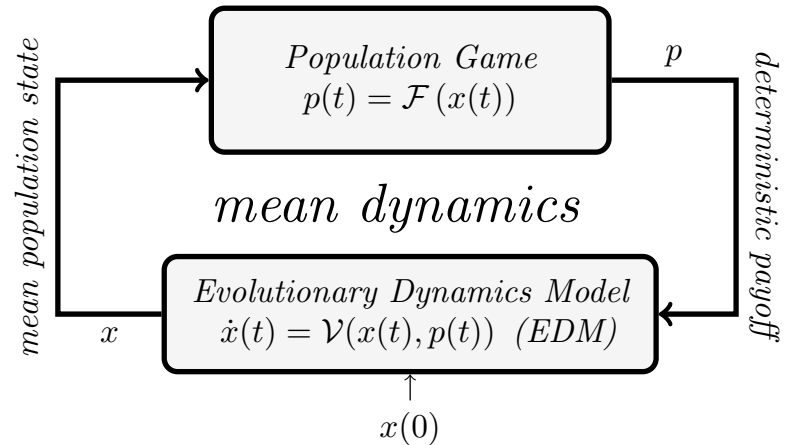 Population Game
p(t) = ℱ (x(t))
p
mean population state
deterministic payoff
mean dynamics
Evolutionary Dynamics Model
ẋ(t) = 𝒱(x(t), p(t)) (EDM)
x
x(0)